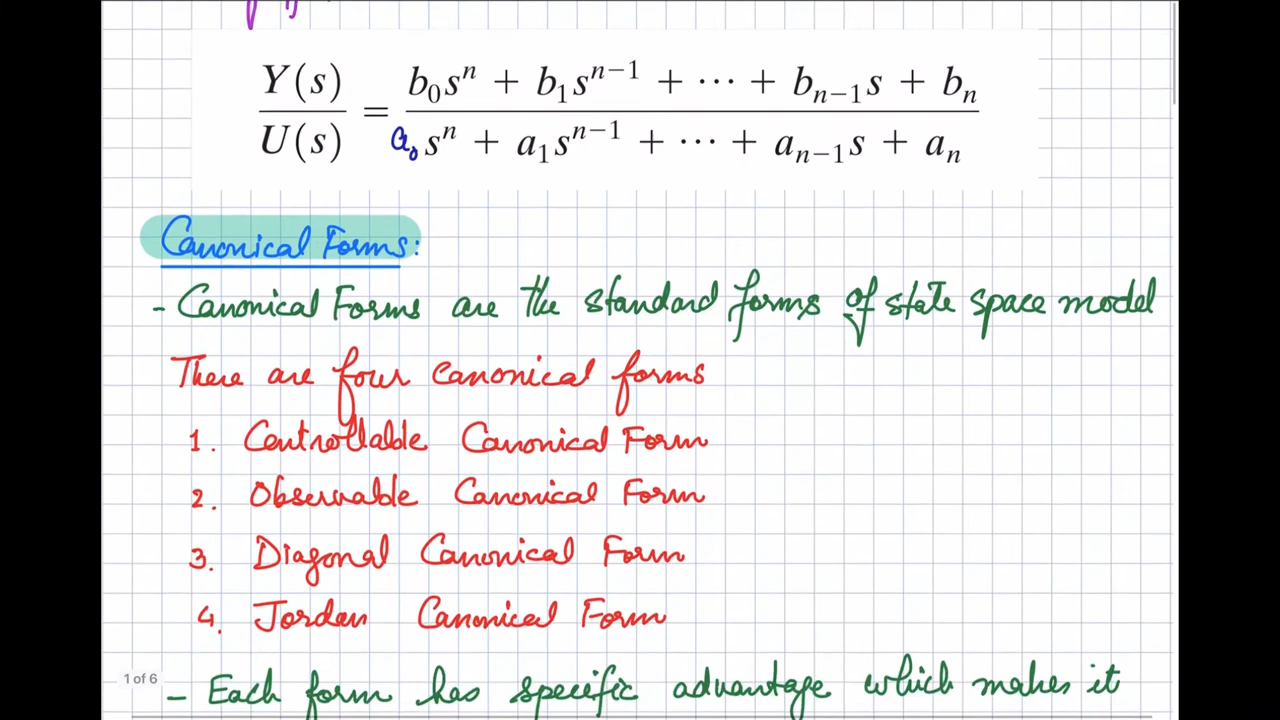 Y(s) / U(s) = (b₀sⁿ + b₁sⁿ⁻¹ + ⋯ + bₙ₋₁s + bₙ) / (a₀sⁿ + a₁sⁿ⁻¹ + ⋯ + aₙ₋₁s + aₙ)
Canonical Forms:
- Canonical Forms are the standard forms of state space model
There are four canonical forms
1. Controllable Canonical Form
2. Observable Canonical Form
3. Diagonal Canonical Form
4. Jordan Canonical Form
1 of 6
- Each form has specific advantage which makes it